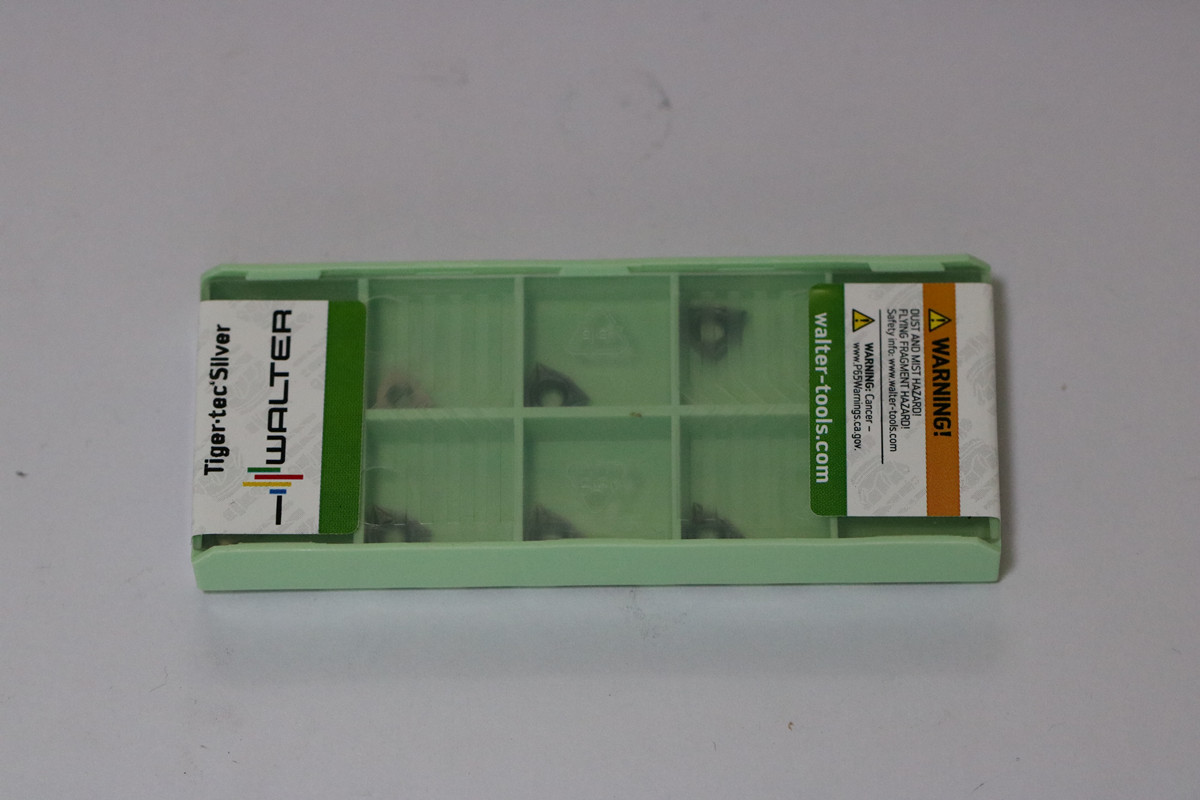 Tiger·tec®Silver
WALTER
WARNING!
DUST AND MIST HAZARD!
FLYING FRAGMENT HAZARD!
Safety info: www.walter-tools.com
WARNING: Cancer –
www.P65Warnings.ca.gov.
walter-tools.com